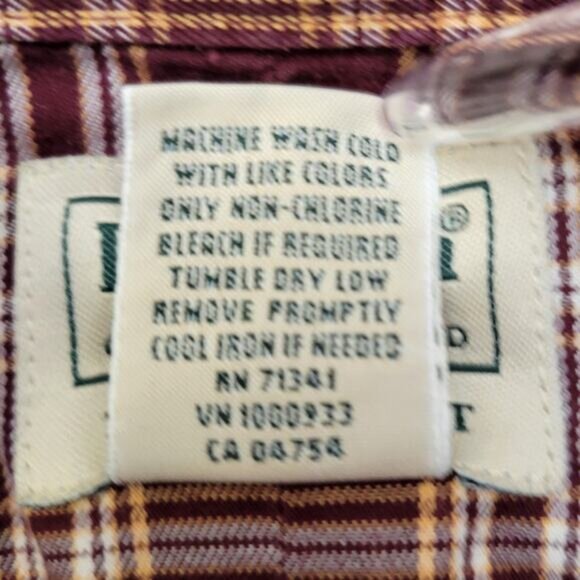 MACHINE WASH COLD
WITH LIKE COLORS
ONLY NON-CHLORINE
BLEACH IF REQUIRED
TUMBLE DRY LOW
REMOVE PROMPTLY
COOL IRON IF NEEDED
RN 71341
VN 1000933
CA 04754